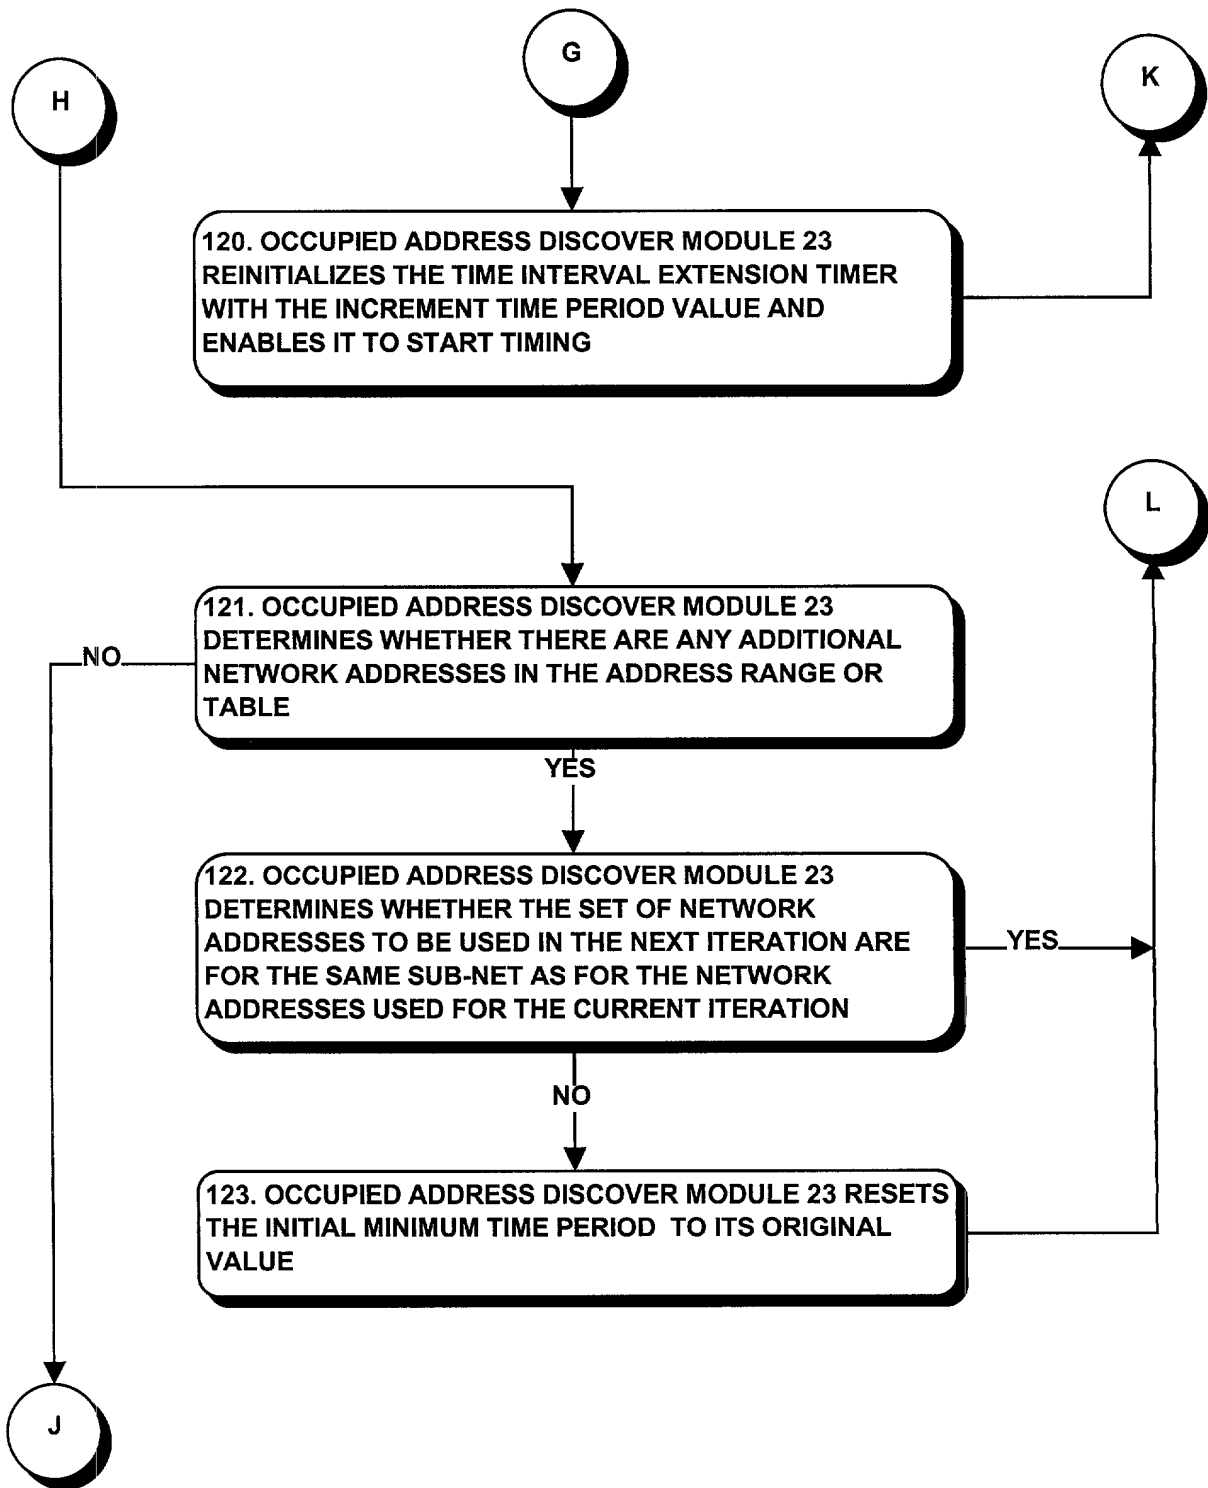 G
K
H
120. OCCUPIED ADDRESS DISCOVER MODULE 23
REINITIALIZES THE TIME INTERVAL EXTENSION TIMER
WITH THE INCREMENT TIME PERIOD VALUE AND
ENABLES IT TO START TIMING
L
121. OCCUPIED ADDRESS DISCOVER MODULE 23
DETERMINES WHETHER THERE ARE ANY ADDITIONAL
NETWORK ADDRESSES IN THE ADDRESS RANGE OR
TABLE
NO
YES
122. OCCUPIED ADDRESS DISCOVER MODULE 23
DETERMINES WHETHER THE SET OF NETWORK
ADDRESSES TO BE USED IN THE NEXT ITERATION ARE
FOR THE SAME SUB-NET AS FOR THE NETWORK
ADDRESSES USED FOR THE CURRENT ITERATION
YES
NO
123. OCCUPIED ADDRESS DISCOVER MODULE 23 RESETS
THE INITIAL MINIMUM TIME PERIOD TO ITS ORIGINAL
VALUE
J